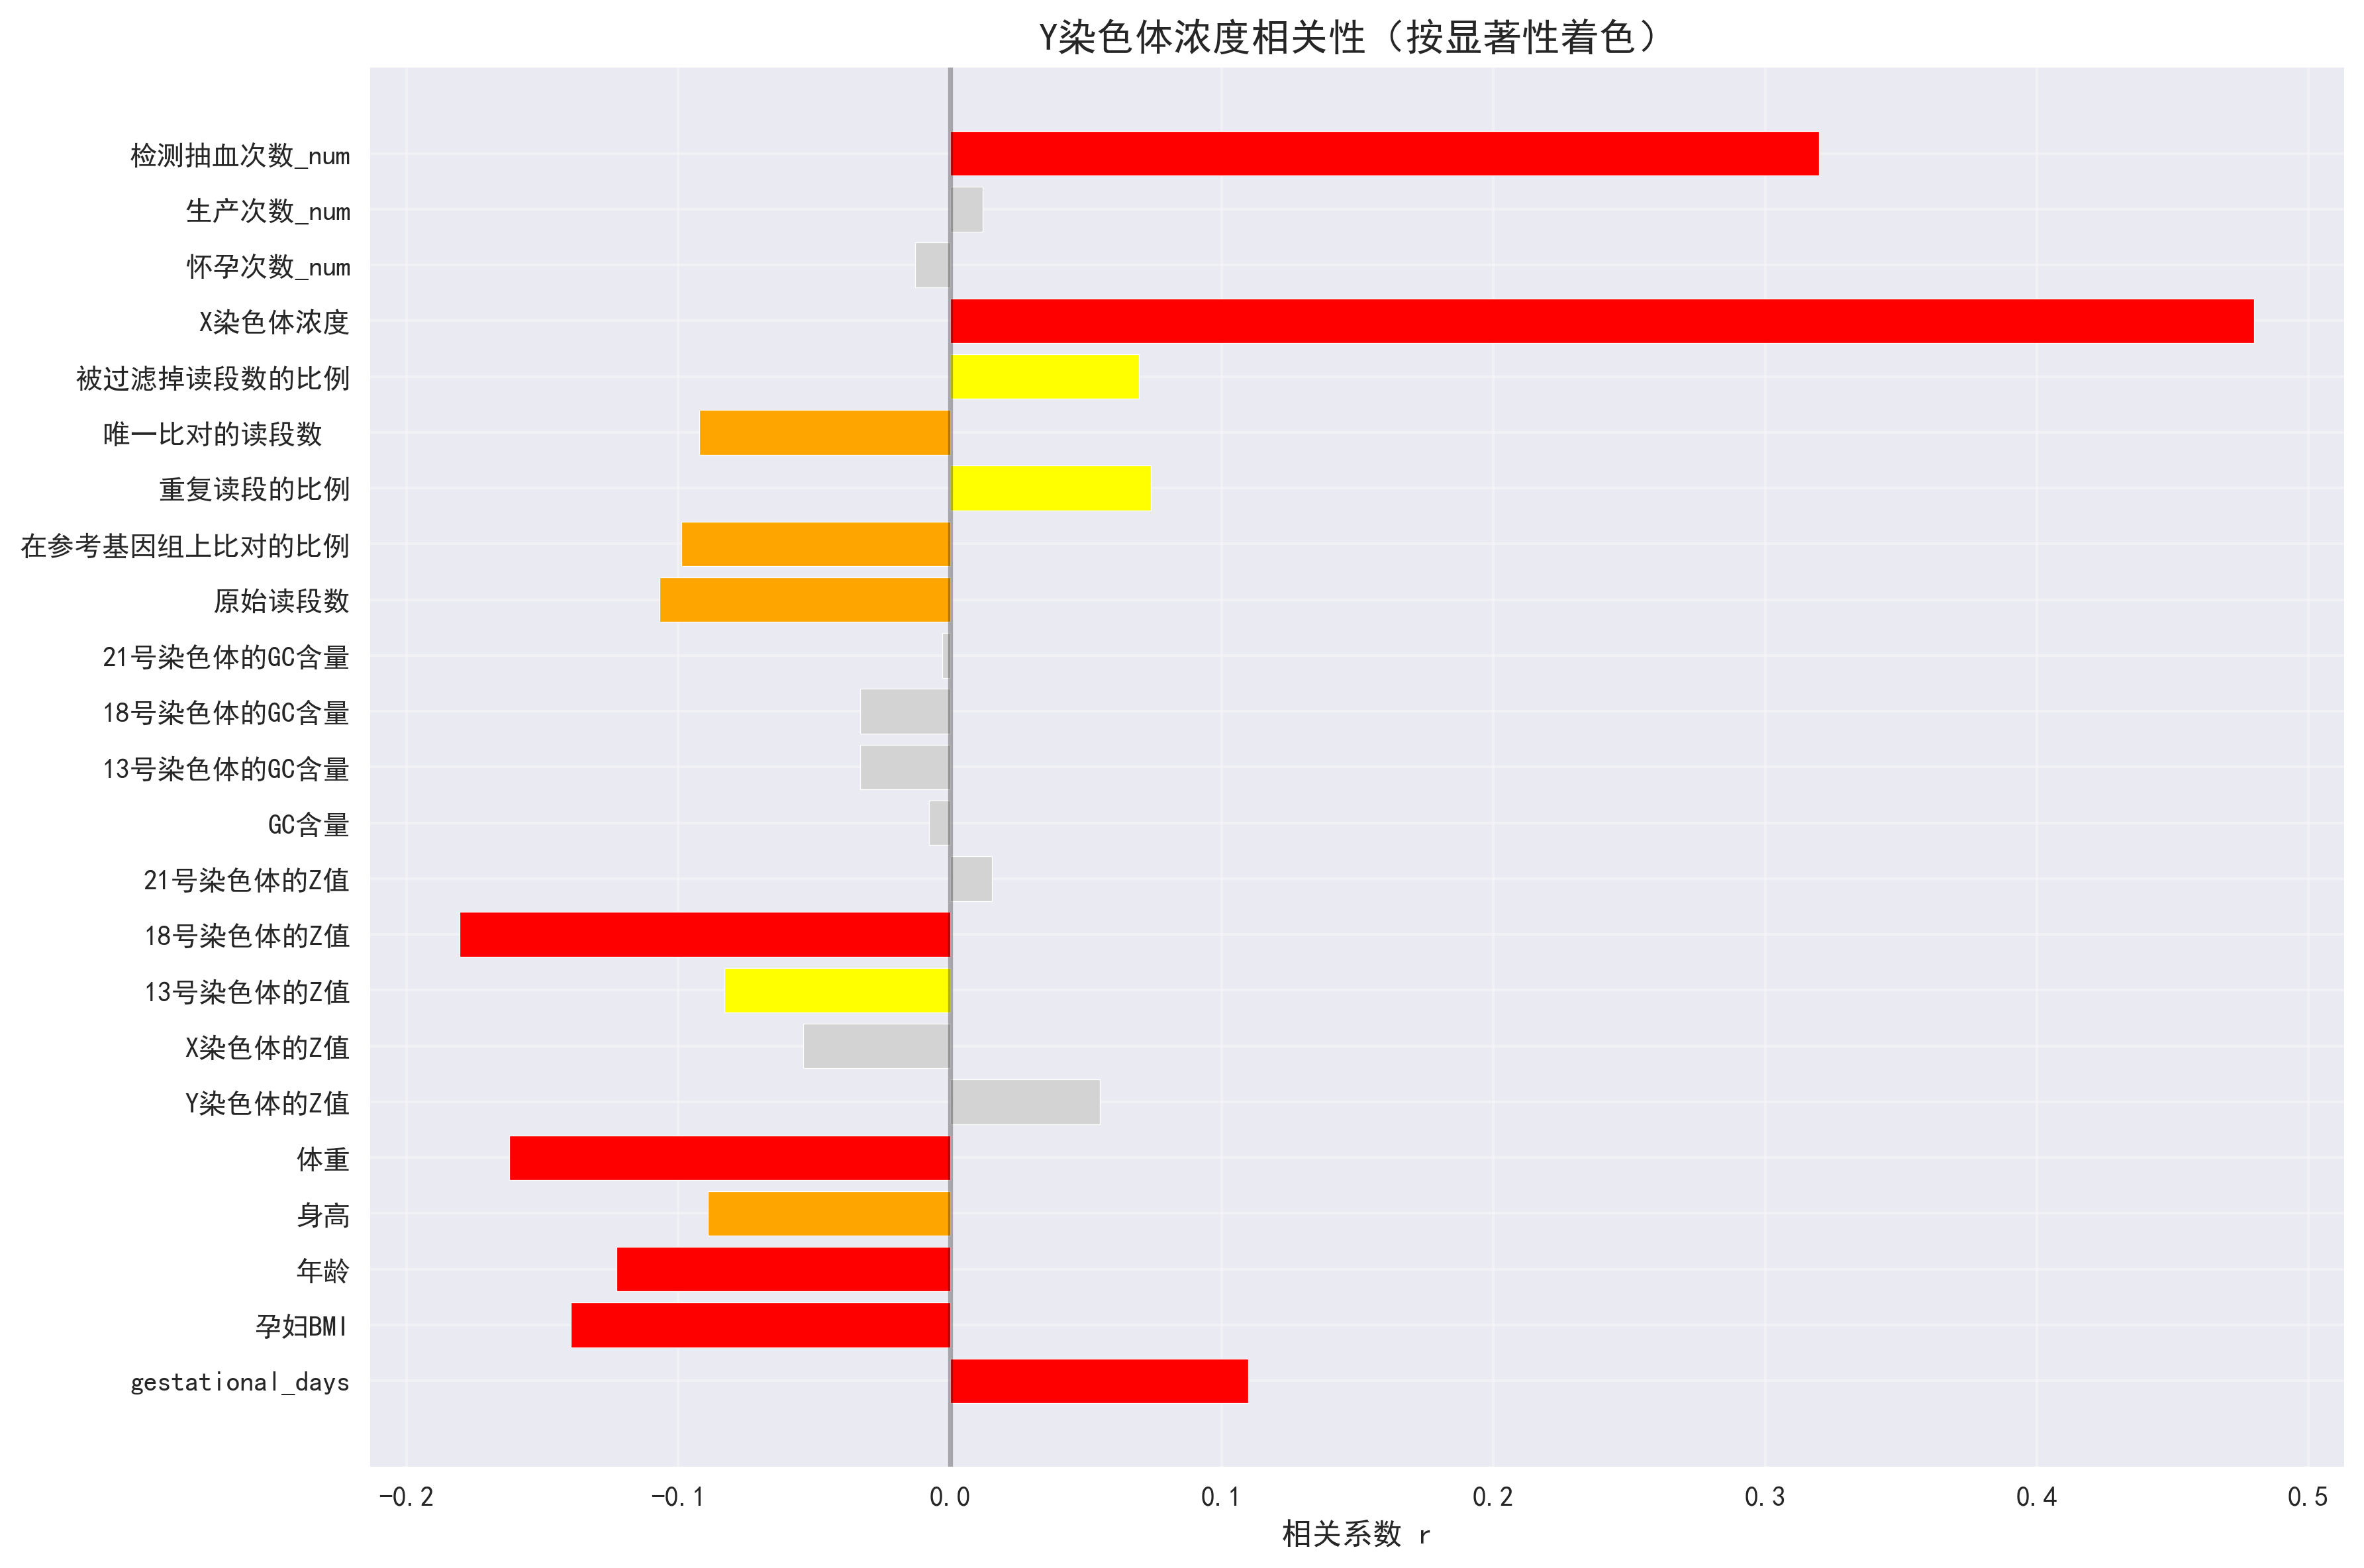 Y染色体浓度相关性（按显著性着色）
检测抽血次数_num
生产次数_num
怀孕次数_num
X染色体浓度
被过滤掉读段数的比例
唯一比对的读段数
重复读段的比例
在参考基因组上比对的比例
原始读段数
21号染色体的GC含量
18号染色体的GC含量
13号染色体的GC含量
GC含量
21号染色体的Z值
18号染色体的Z值
13号染色体的Z值
X染色体的Z值
Y染色体的Z值
体重
身高
年龄
孕妇BMI
gestational_days
−0.2 −0.1 0.0 0.1 0.2 0.3 0.4 0.5
相关系数 r